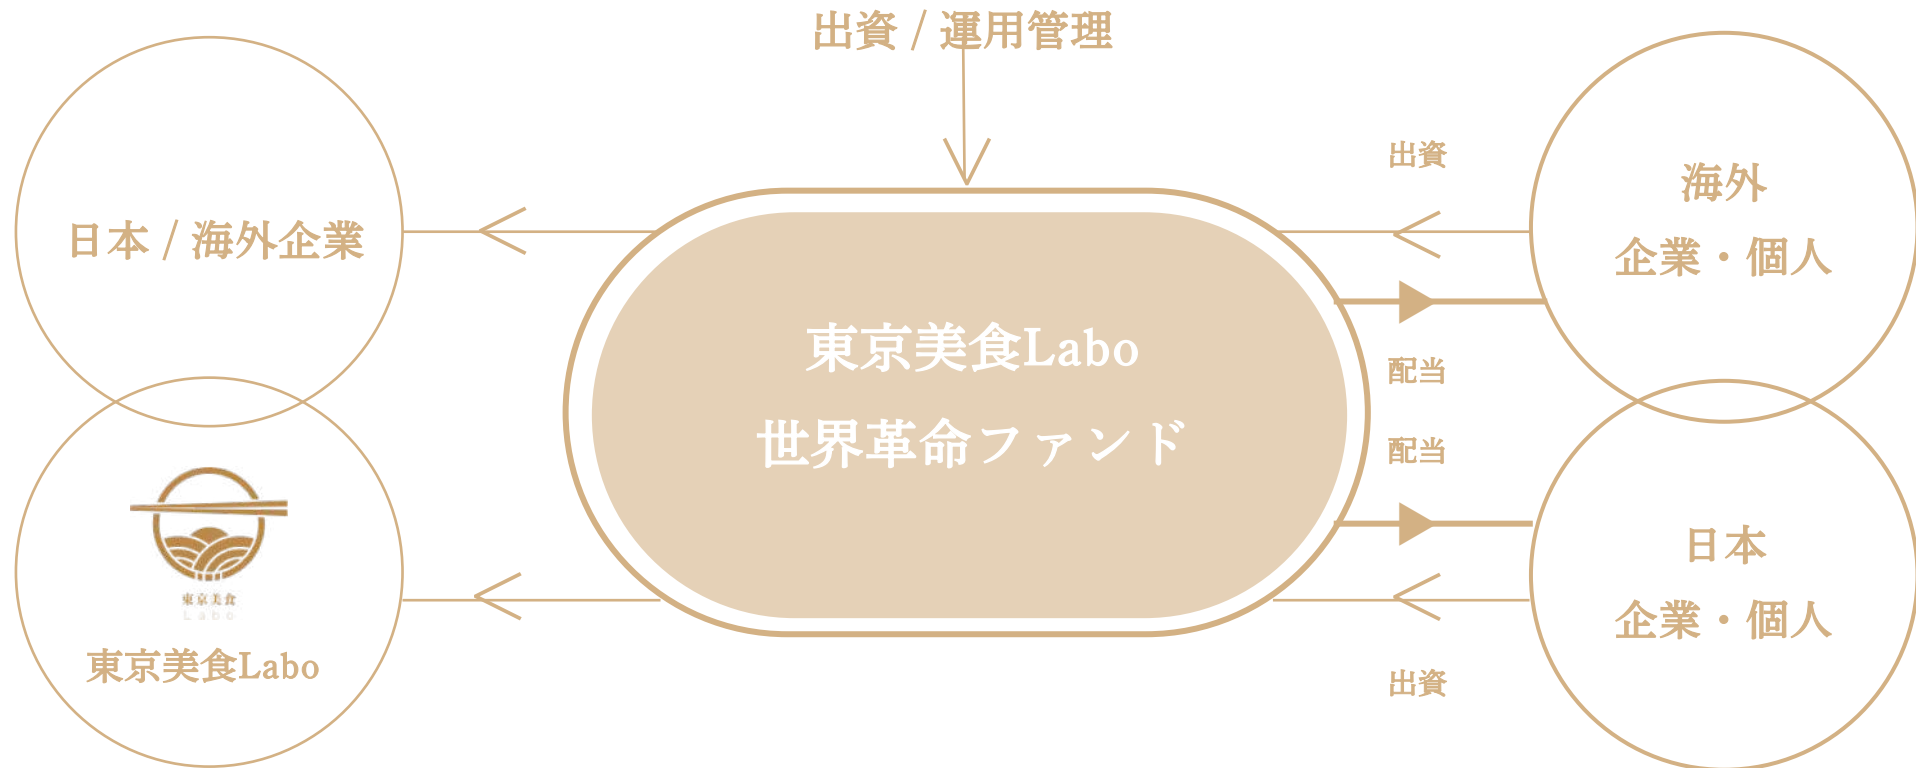 出資 / 運用管理
日本 / 海外企業
東京美食
Labo
東京美食Labo
東京美食Labo
世界革命ファンド
出資
配当
配当
出資
海外
企業・個人
日本
企業・個人